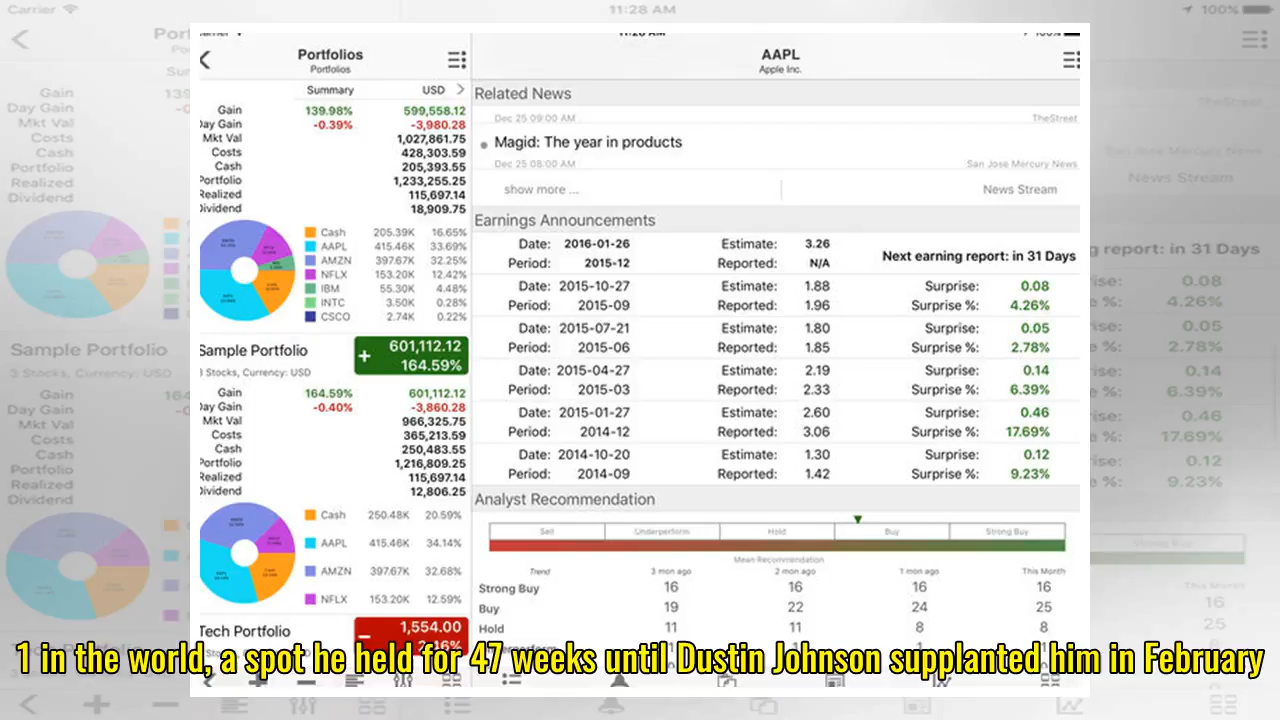 Carrier
11:28 AM
100%
Portfolios
Portfolios
Summary USD
Gain 139.98% 599,558.12
Day Gain -0.39% -3,980.28
Mkt Val 1,027,861.75
Costs 428,303.59
Cash 205,393.55
Portfolio 1,233,255.25
Realized 115,697.14
Dividend 18,909.75
Cash 205.39K 16.65%
AAPL 415.46K 33.69%
AMZN 397.67K 32.25%
NFLX 153.20K 12.42%
IBM 55.30K 4.48%
INTC 3.50K 0.28%
CSCO 2.74K 0.22%
Sample Portfolio + 601,112.12
164.59%
3 Stocks, Currency: USD
Gain 164.59% 601,112.12
Day Gain -0.40% -3,860.28
Mkt Val 966,325.75
Costs 365,213.59
Cash 250,483.55
Portfolio 1,216,809.25
Realized 115,697.14
Dividend 12,806.25
Cash 250.48K 20.59%
AAPL 415.46K 34.14%
AMZN 397.67K 32.68%
NFLX 153.20K 12.59%
Tech Portfolio 1,554.00
AAPL
Apple Inc.
Related News
Dec 25 09:00 AM TheStreet
Magid: The year in products
Dec 25 08:00 AM San Jose Mercury News
show more ... News Stream
Earnings Announcements
Date: 2016-01-26 Estimate: 3.26
Period: 2015-12 Reported: N/A Next earning report: in 31 Days
Date: 2015-10-27 Estimate: 1.88 Surprise: 0.08
Period: 2015-09 Reported: 1.96 Surprise %: 4.26%
Date: 2015-07-21 Estimate: 1.80 Surprise: 0.05
Period: 2015-06 Reported: 1.85 Surprise %: 2.78%
Date: 2015-04-27 Estimate: 2.19 Surprise: 0.14
Period: 2015-03 Reported: 2.33 Surprise %: 6.39%
Date: 2015-01-27 Estimate: 2.60 Surprise: 0.46
Period: 2014-12 Reported: 3.06 Surprise %: 17.69%
Date: 2014-10-20 Estimate: 1.30 Surprise: 0.12
Period: 2014-09 Reported: 1.42 Surprise %: 9.23%
Analyst Recommendation
Sell Underperform Hold Buy Strong Buy
Mean Recommendation
Trend 3 mon ago 2 mon ago 1 mon ago This Month
Strong Buy 16 16 16 16
Buy 19 22 24 25
Hold 11 11 8 8
1 in the world, a spot he held for 47 weeks until Dustin Johnson supplanted him in February